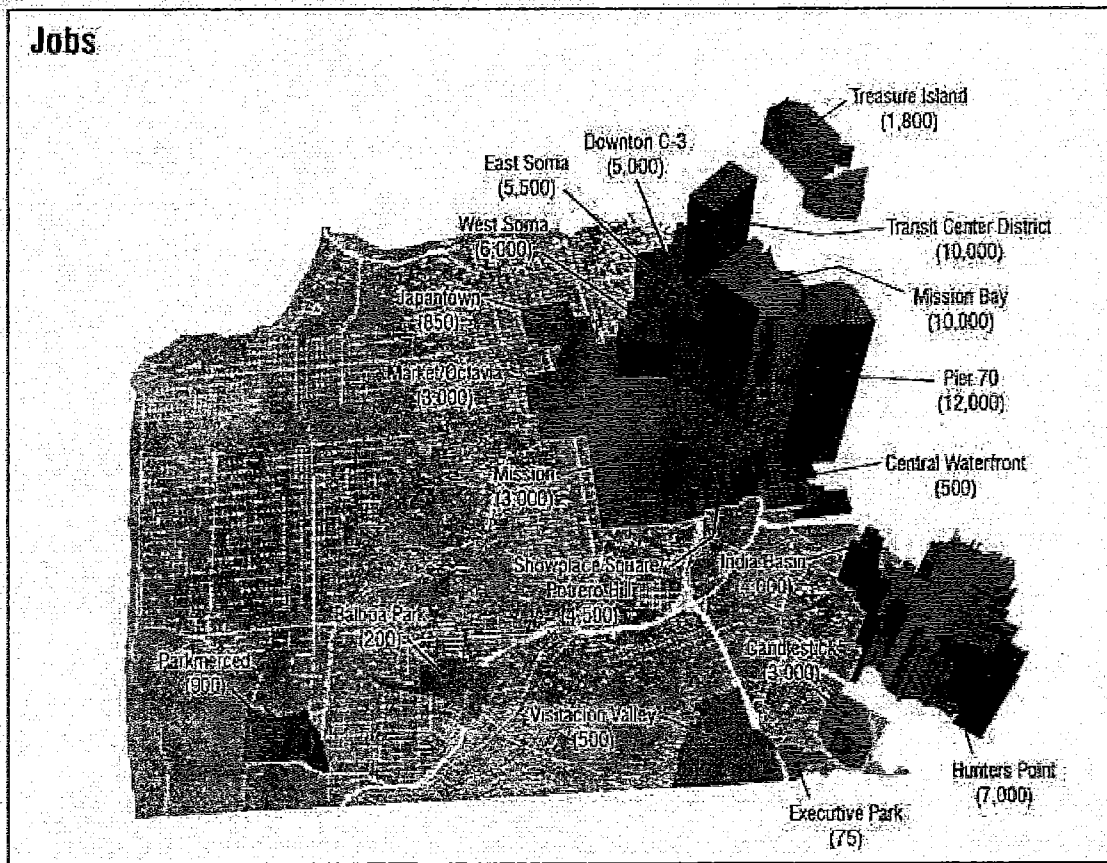 Jobs
Treasure Island
(1,800)
Downton C-3
(5,000)
East Soma
(5,500)
West Soma
(6,000)
Transit Center District
(10,000)
Japantown
(850)
Mission Bay
(10,000)
Market/Octavia
(3,000)
Pier 70
(12,000)
Central Waterfront
(500)
Mission
(3,000)
Showplace Square
Potrero Hill
India Basin
(4,000)
Balboa Park
(200)
Candlestick
(3,000)
Parkmerced
(900)
Visitacion Valley
(500)
Hunters Point
(7,000)
Executive Park
(75)